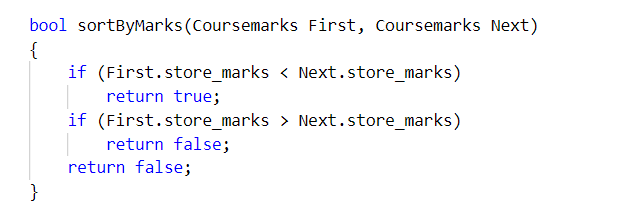 bool sortByMarks(Coursemarks First, Coursemarks Next)
{
    if (First.store_marks < Next.store_marks)
        return true;
    if (First.store_marks > Next.store_marks)
        return false;
    return false;
}